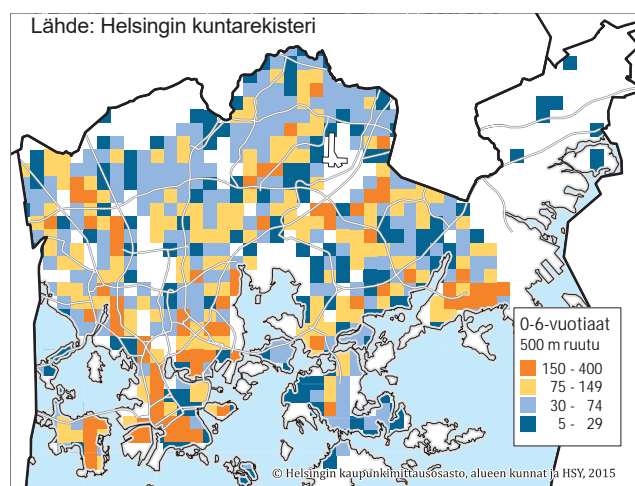 Lähde: Helsingin kuntarekisteri
0-6-vuotiaat
500 m ruutu
150 - 400
75 - 149
30 - 74
5 - 29
© Helsingin kaupunkimittausosasto, alueen kunnat ja HSY, 2015